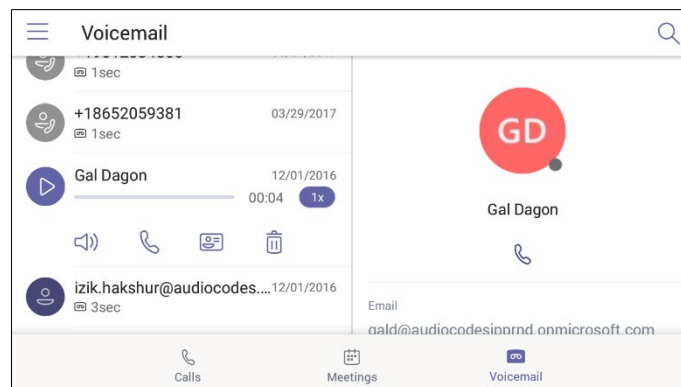 Voicemail
1sec
+18652059381 03/29/2017
1sec
Gal Dagon 12/01/2016
00:04 1x
izik.hakshur@audiocodes.... 12/01/2016
3sec
GD
Gal Dagon
Email
gald@audiocodesipprnd.onmicrosoft.com
Calls Meetings Voicemail